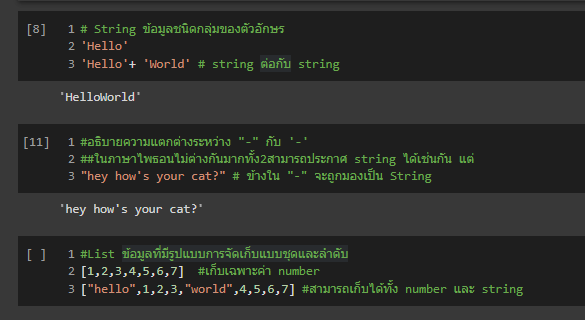 [8] 1 # String ข้อมูลชนิดกลุ่มของตัวอักษร
2 'Hello'
3 'Hello'+ 'World' # string ต่อกับ string
'HelloWorld'
[11] 1 #อธิบายความแตกต่างระหว่าง "-" กับ '-'
2 ##ในภาษาไพธอนไม่ต่างกันมากทั้ง2สามารถประกาศ string ได้เช่นกัน แต่
3 "hey how's your cat?" # ข้างใน "-" จะถูกมองเป็น String
'hey how's your cat?'
[ ] 1 #List ข้อมูลที่มีรูปแบบการจัดเก็บแบบชุดและลำดับ
2 [1,2,3,4,5,6,7] #เก็บเฉพาะค่า number
3 ["hello",1,2,3,"world",4,5,6,7] #สามารถเก็บได้ทั้ง number และ string